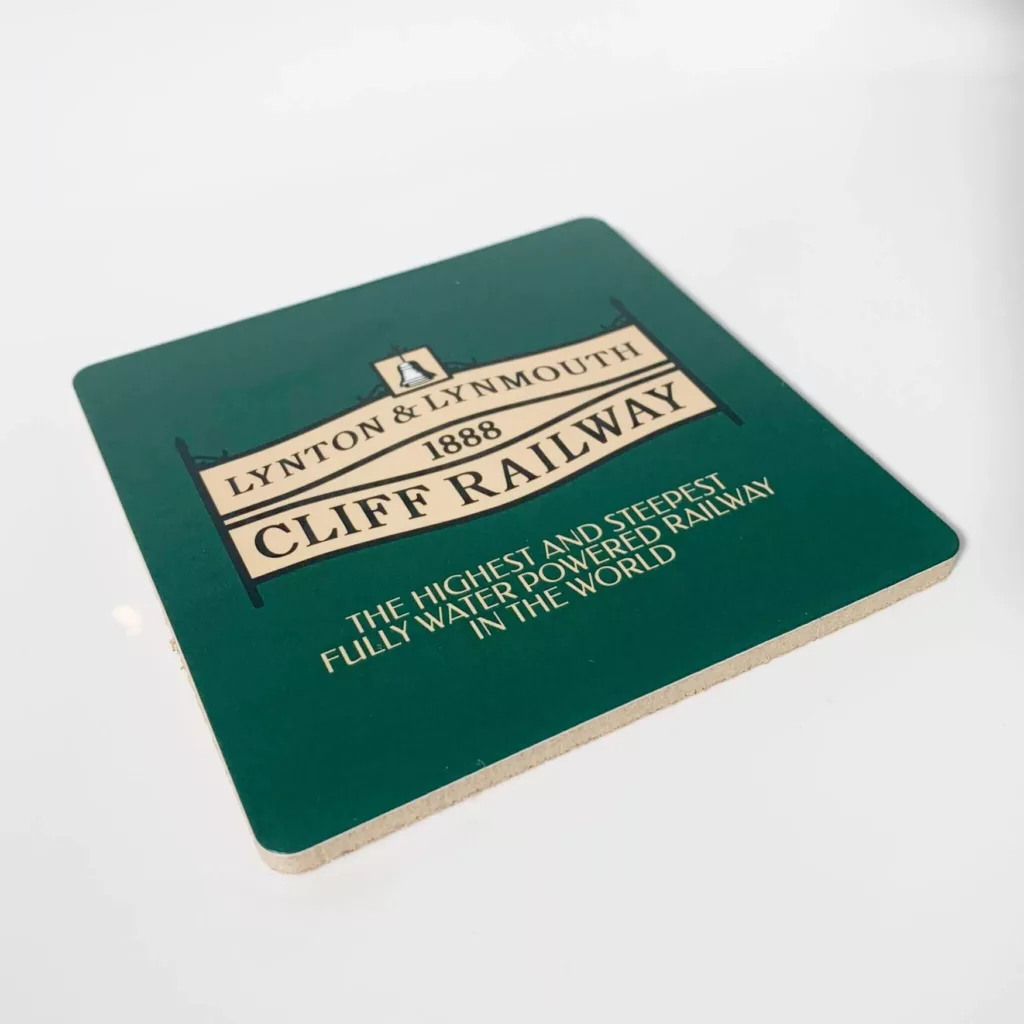 LYNTON & LYNMOUTH
1888
CLIFF RAILWAY
THE HIGHEST AND STEEPEST
FULLY WATER POWERED RAILWAY
IN THE WORLD